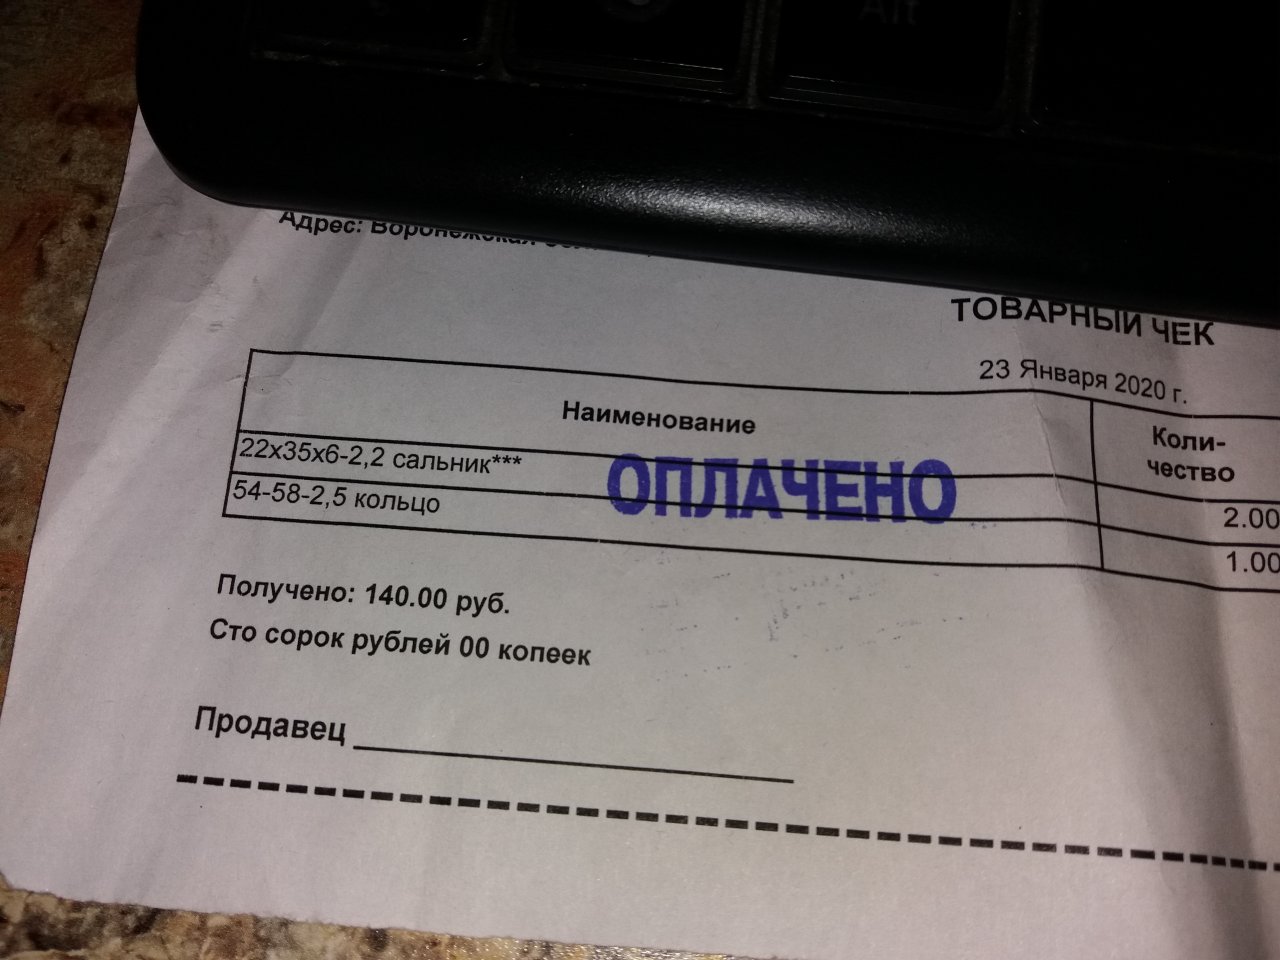 Alt
Адрес: Воронежская
ТОВАРНЫЙ ЧЕК
23 Января 2020 г.
Наименование
Коли-
чество
22x35x6-2,2 сальник***
2.00
54-58-2,5 кольцо
1.00
ОПЛАЧЕНО
Получено: 140.00 руб.
Сто сорок рублей 00 копеек
Продавец